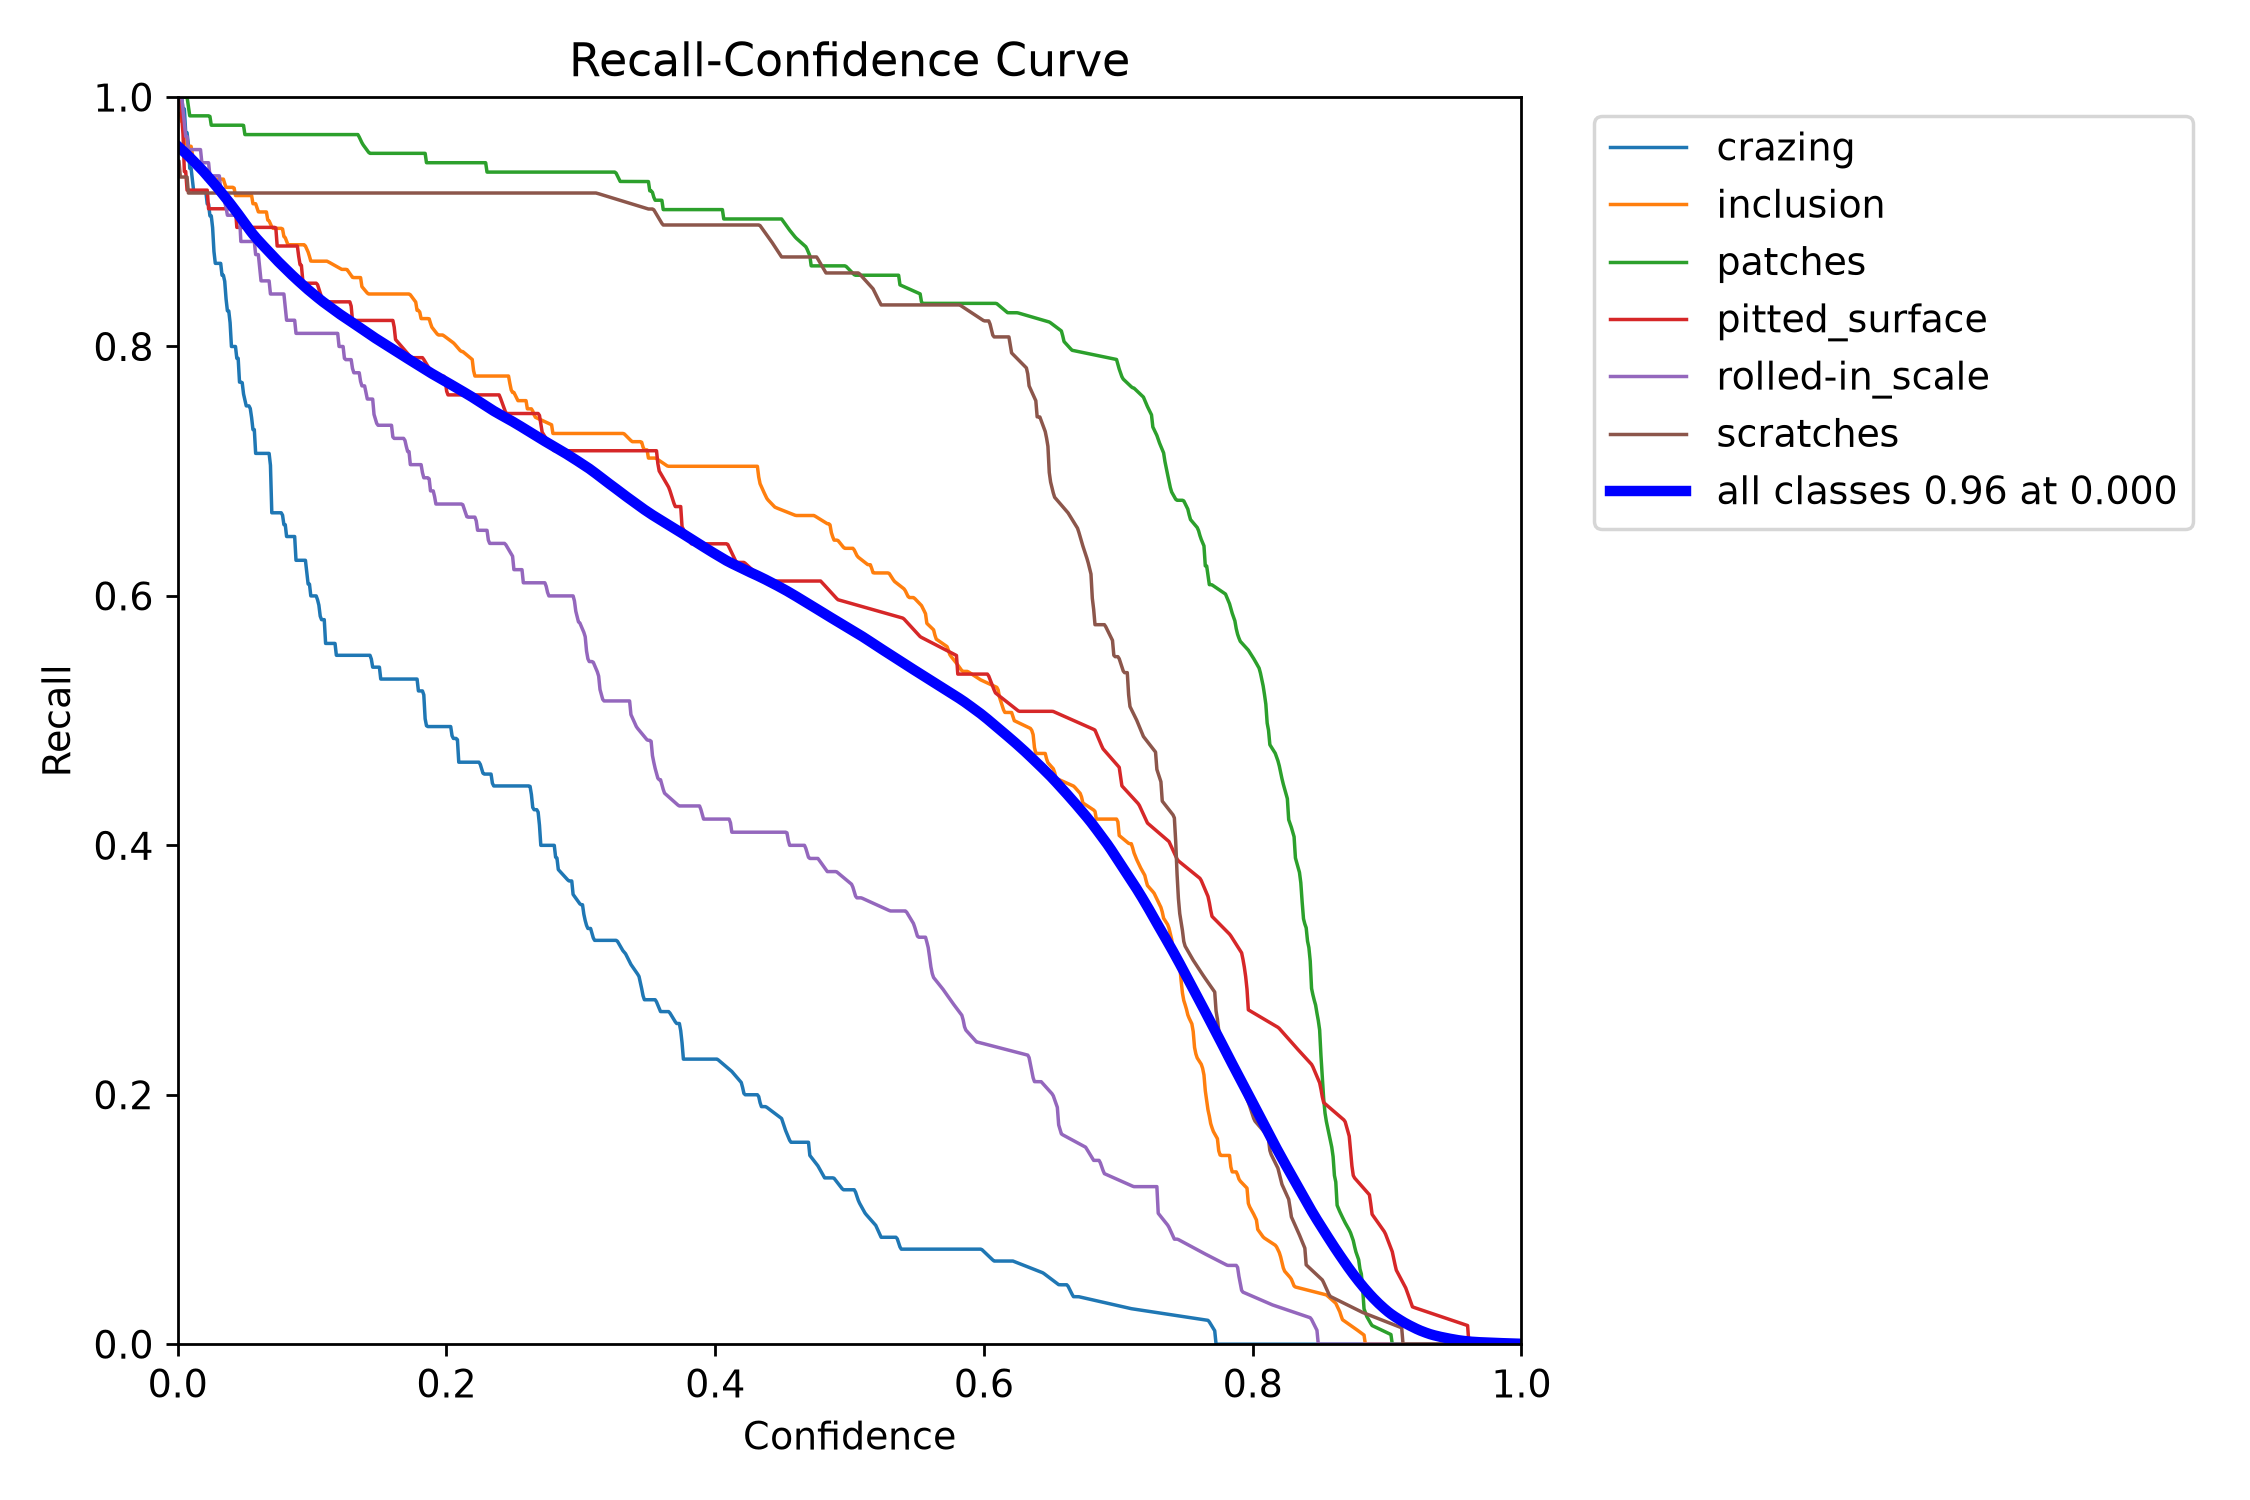 Recall-Confidence Curve
1.0
0.8
0.6
0.4
0.2
0.0
Recall
0.0 0.2 0.4 0.6 0.8 1.0
Confidence
crazing
inclusion
patches
pitted_surface
rolled-in_scale
scratches
all classes 0.96 at 0.000